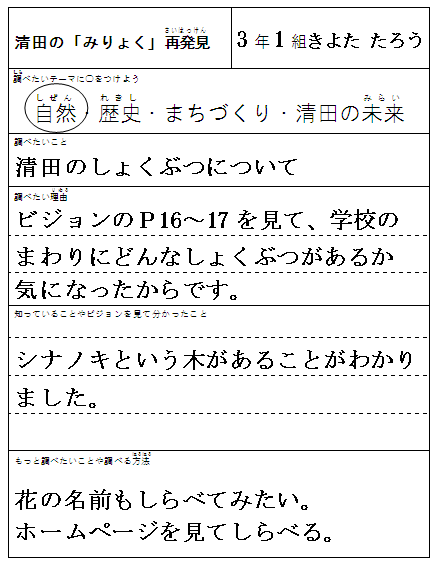 清田の「みりょく」再発見
3年1組きよた たろう
調べたいテーマに○をつけよう
自然・歴史・まちづくり・清田の未来
調べたいこと
清田のしょくぶつについて
調べたい理由
ビジョンのP16～17を見て、学校の
まわりにどんなしょくぶつがあるか
気になったからです。
知っていることやビジョンを見て分かったこと
シナノキという木があることがわかり
ました。
もっと調べたいことや調べる方法
花の名前もしらべてみたい。
ホームページを見てしらべる。